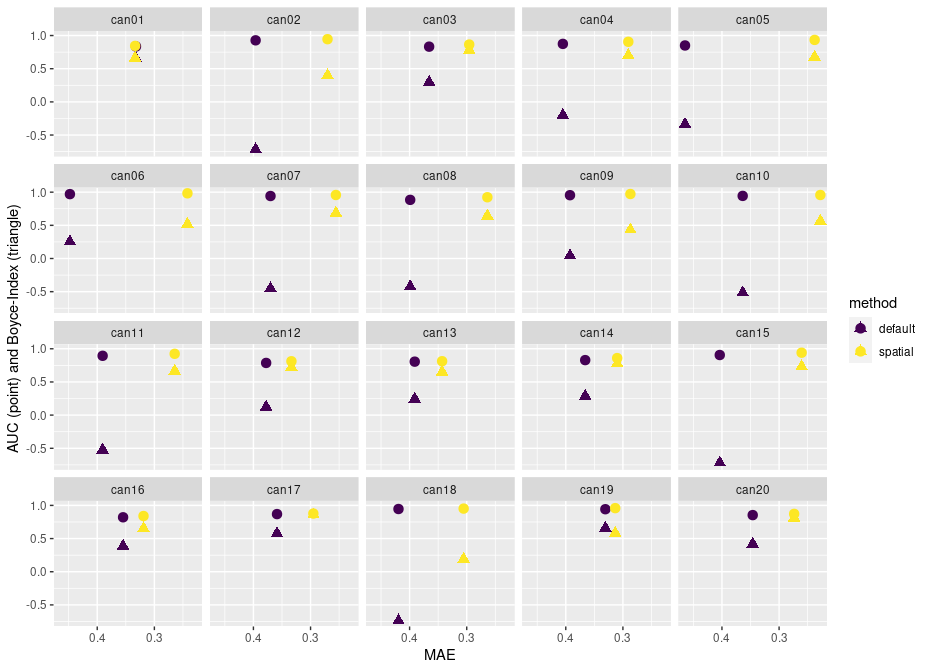 can01 can02 can03 can04 can05
1.0
0.5
0.0
-0.5
can06 can07 can08 can09 can10
1.0
0.5
0.0
-0.5
can11 can12 can13 can14 can15
1.0
0.5
0.0
-0.5
can16 can17 can18 can19 can20
1.0
0.5
0.0
-0.5
0.4 0.3 0.4 0.3 0.4 0.3 0.4 0.3 0.4 0.3
MAE
AUC (point) and Boyce-Index (triangle)
method
default
spatial